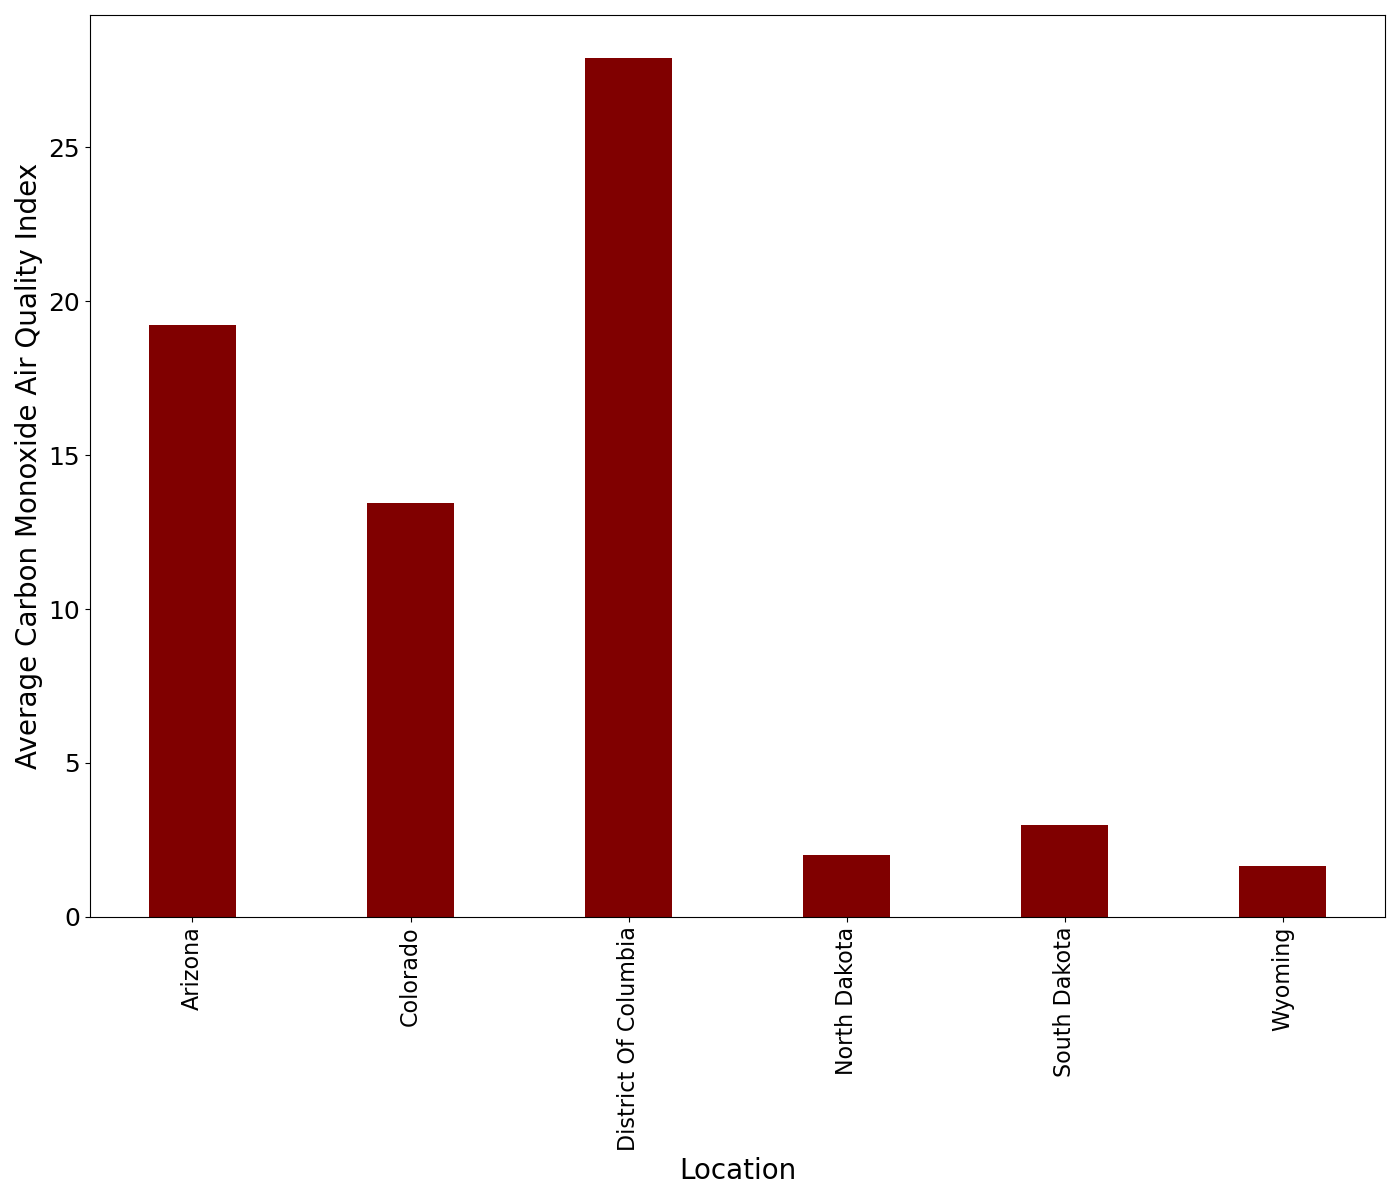 Average Carbon Monoxide Air Quality Index
25
20
15
10
5
0
Arizona
Colorado
District Of Columbia
North Dakota
South Dakota
Wyoming
Location